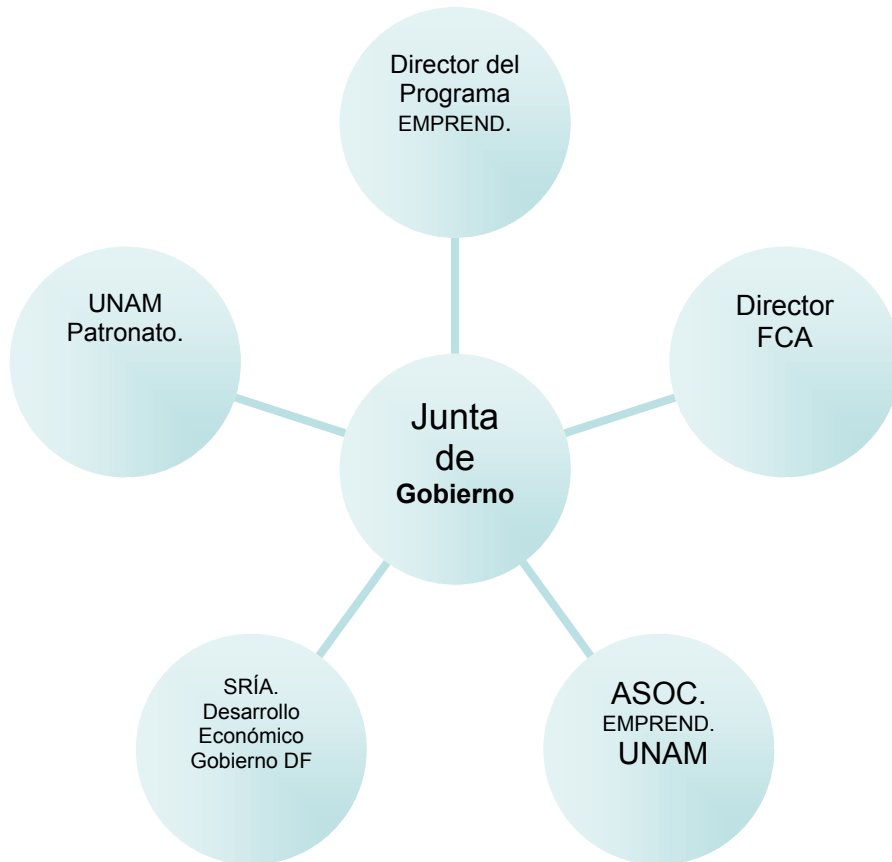 Director del
Programa
EMPREND.
UNAM
Patronato.
Director
FCA
Junta
de
Gobierno
SRÍA.
Desarrollo
Económico
Gobierno DF
ASOC.
EMPREND.
UNAM